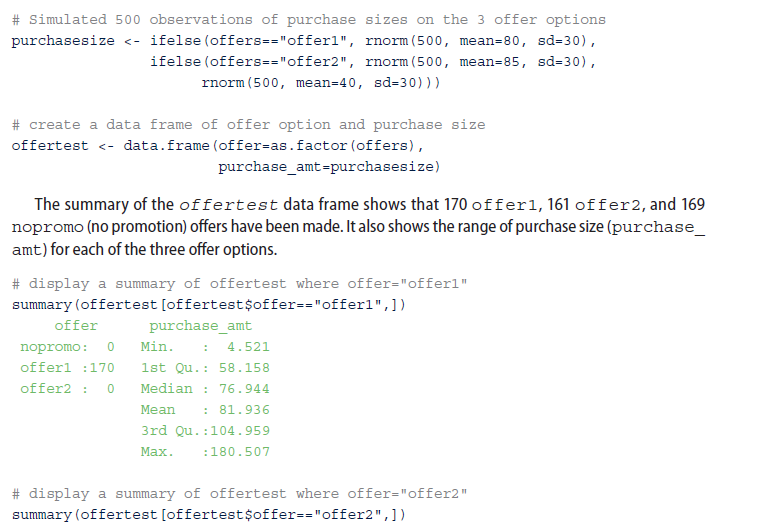 # Simulated 500 observations of purchase sizes on the 3 offer options
purchasesize <- ifelse(offers=="offer1", rnorm(500, mean=80, sd=30),
ifelse(offers=="offer2", rnorm(500, mean=85, sd=30),
rnorm(500, mean=40, sd=30)))
# create a data frame of offer option and purchase size
offertest <- data.frame(offer=as.factor(offers),
purchase_amt=purchasesize)
The summary of the offertest data frame shows that 170 offer1, 161 offer2, and 169
nopromo (no promotion) offers have been made. It also shows the range of purchase size (purchase_
amt) for each of the three offer options.
# display a summary of offertest where offer="offer1"
summary(offertest[offertest$offer=="offer1",])
offer purchase_amt
nopromo: 0 Min. : 4.521
offer1 :170 1st Qu.: 58.158
offer2 : 0 Median : 76.944
Mean : 81.936
3rd Qu.:104.959
Max. :180.507
# display a summary of offertest where offer="offer2"
summary(offertest[offertest$offer=="offer2",])